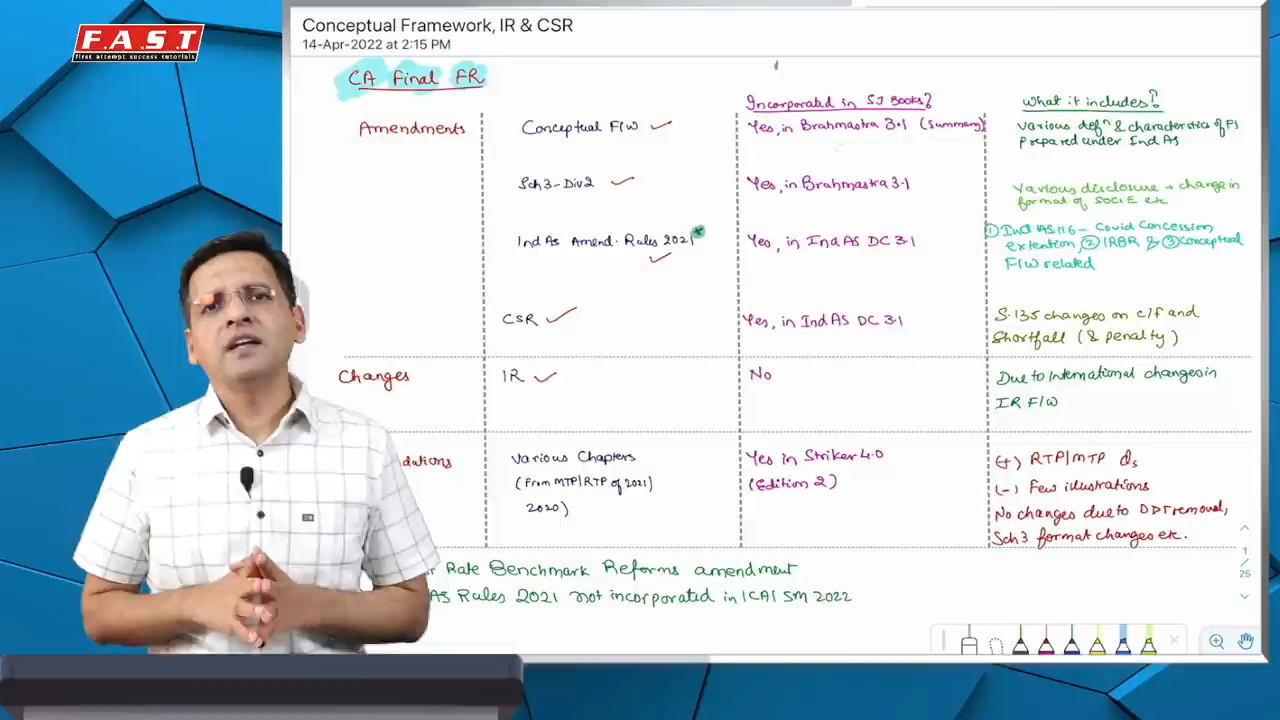 F.A.S.T
first attempt success tutorials
Conceptual Framework, IR & CSR
14-Apr-2022 at 2:15 PM
CA Final FR
Incorporated in SJ Books?
What it includes?
Amendments
Conceptual F/W
Yes, in Brahmastra 3.1 (Summary)
Various defⁿ & characteristics of FS
prepared under Ind AS
Sch3-Div2
Yes, in Brahmastra 3.1
Various disclosure + change in
format of SOCIE etc
Ind As Amend. Rules 2021*
Yes, in Ind AS DC 3.1
① Ind AS 116 - Covid Concession
extention, ② IRBR & ③ Conceptual
F/W related
CSR
Yes, in Ind AS DC 3.1
S.135 changes on C/F and
Shortfall (& penalty)
Changes
IR
No
Due to International changes in
IR F/W
dations
Various Chapters
(From MTP/RTP of 2021/
2020)
Yes in Striker 4.0
(Edition 2)
(+) RTP/MTP Qs
(-) Few illustrations
No changes due to DDT removal,
Sch3 format changes etc.
Rate Benchmark Reforms amendment
AS Rules 2021 not incorporated in ICAI SM 2022
1
/
25